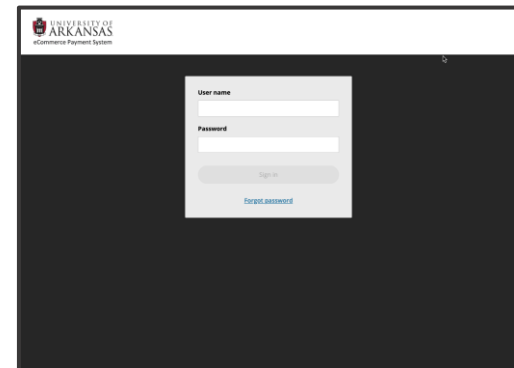 UNIVERSITY OF
ARKANSAS
eCommerce Payment System
User name
Password
Sign in
Forgot password